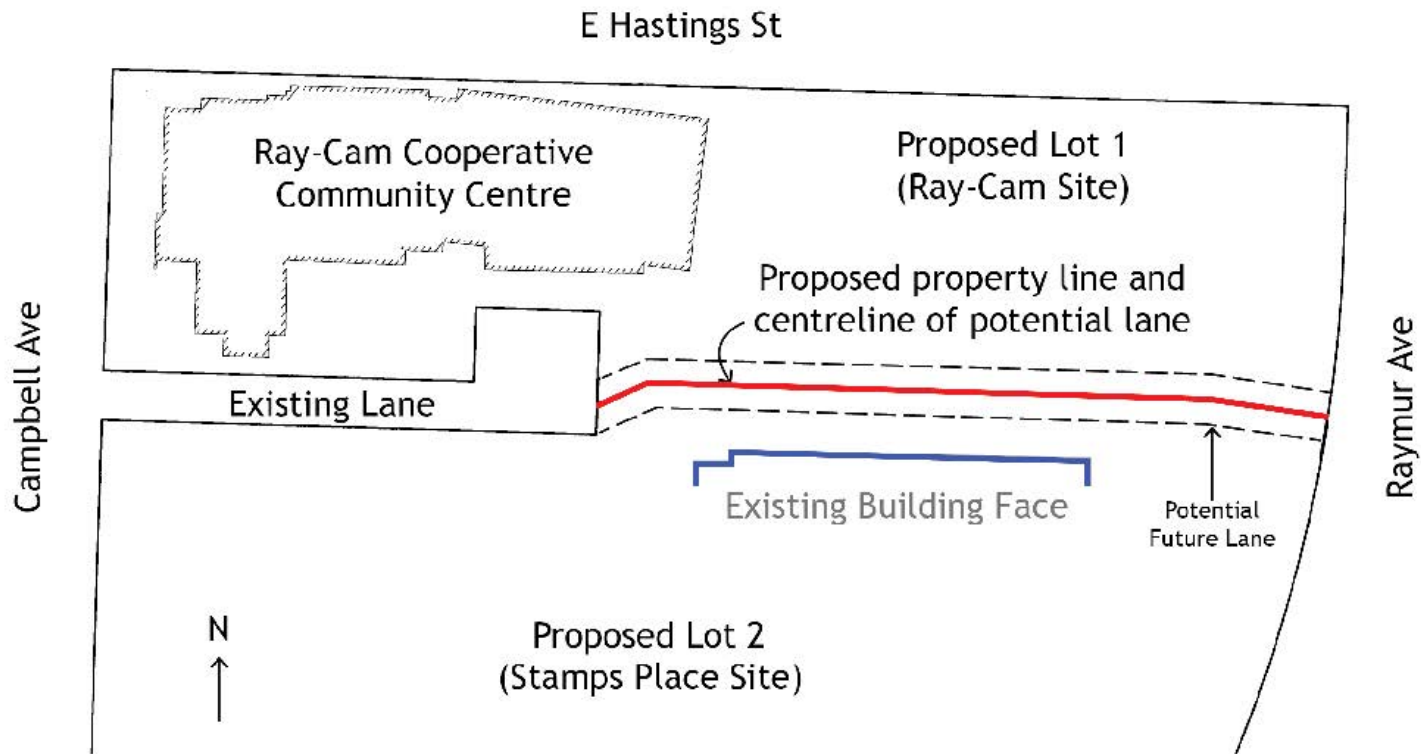 E Hastings St
Ray-Cam Cooperative
Community Centre
Proposed Lot 1
(Ray-Cam Site)
Proposed property line and
centreline of potential lane
Campbell Ave
Existing Lane
Raymur Ave
Existing Building Face
Potential
Future Lane
N
Proposed Lot 2
(Stamps Place Site)